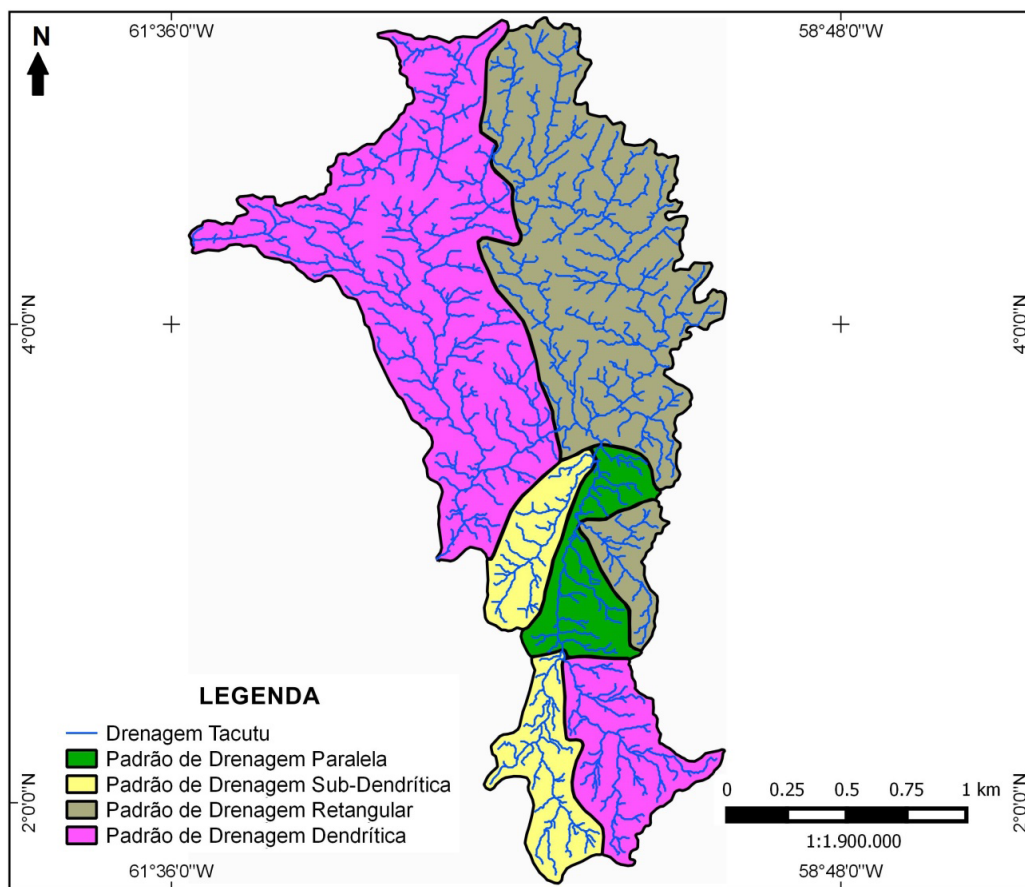 61°36'0"W
58°48'0"W
N
4°0'0"N
4°0'0"N
LEGENDA
Drenagem Tacutu
Padrão de Drenagem Paralela
Padrão de Drenagem Sub-Dendrítica
Padrão de Drenagem Retangular
Padrão de Drenagem Dendrítica
0 0.25 0.5 0.75 1 km
1:1.900.000
2°0'0"N
2°0'0"N
61°36'0"W
58°48'0"W